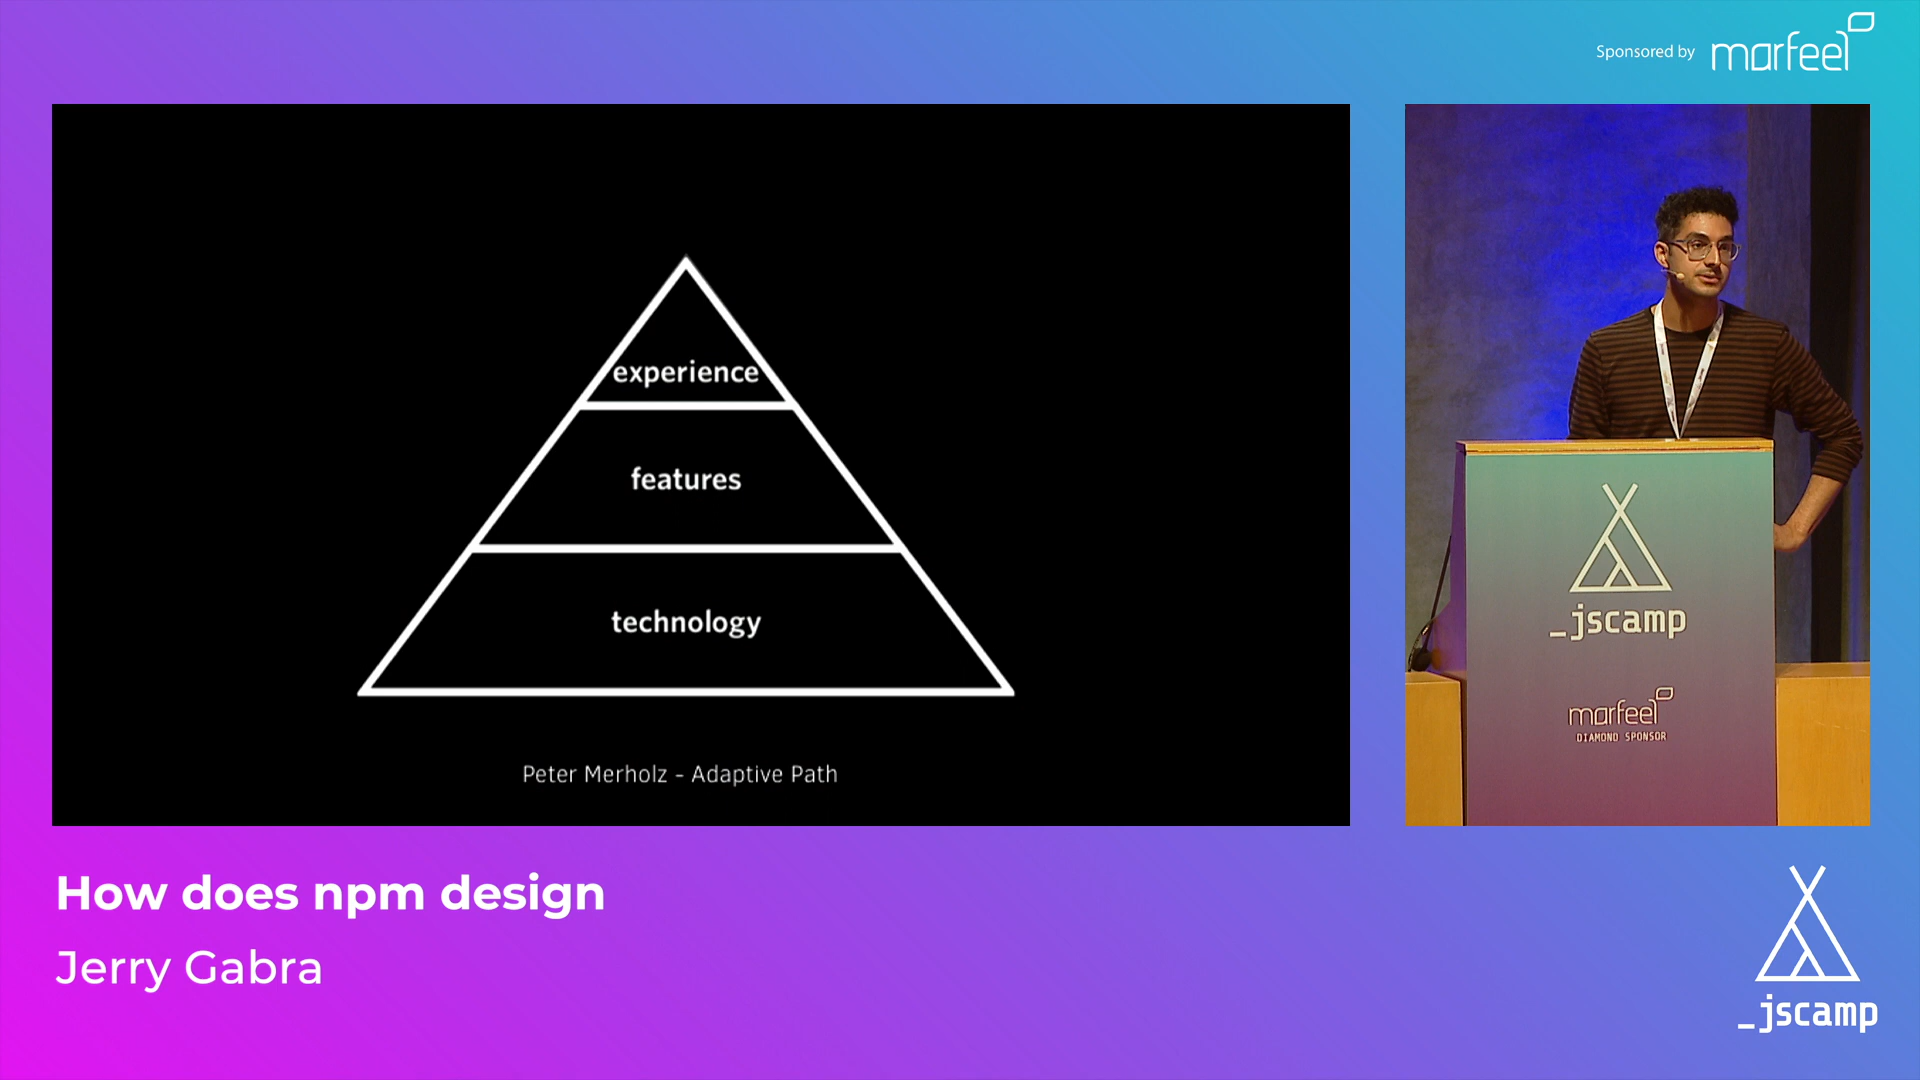 Sponsored by marfeel
experience
features
technology
Peter Merholz - Adaptive Path
_jscamp
marfeel
DIAMOND SPONSOR
How does npm design
Jerry Gabra
_jscamp